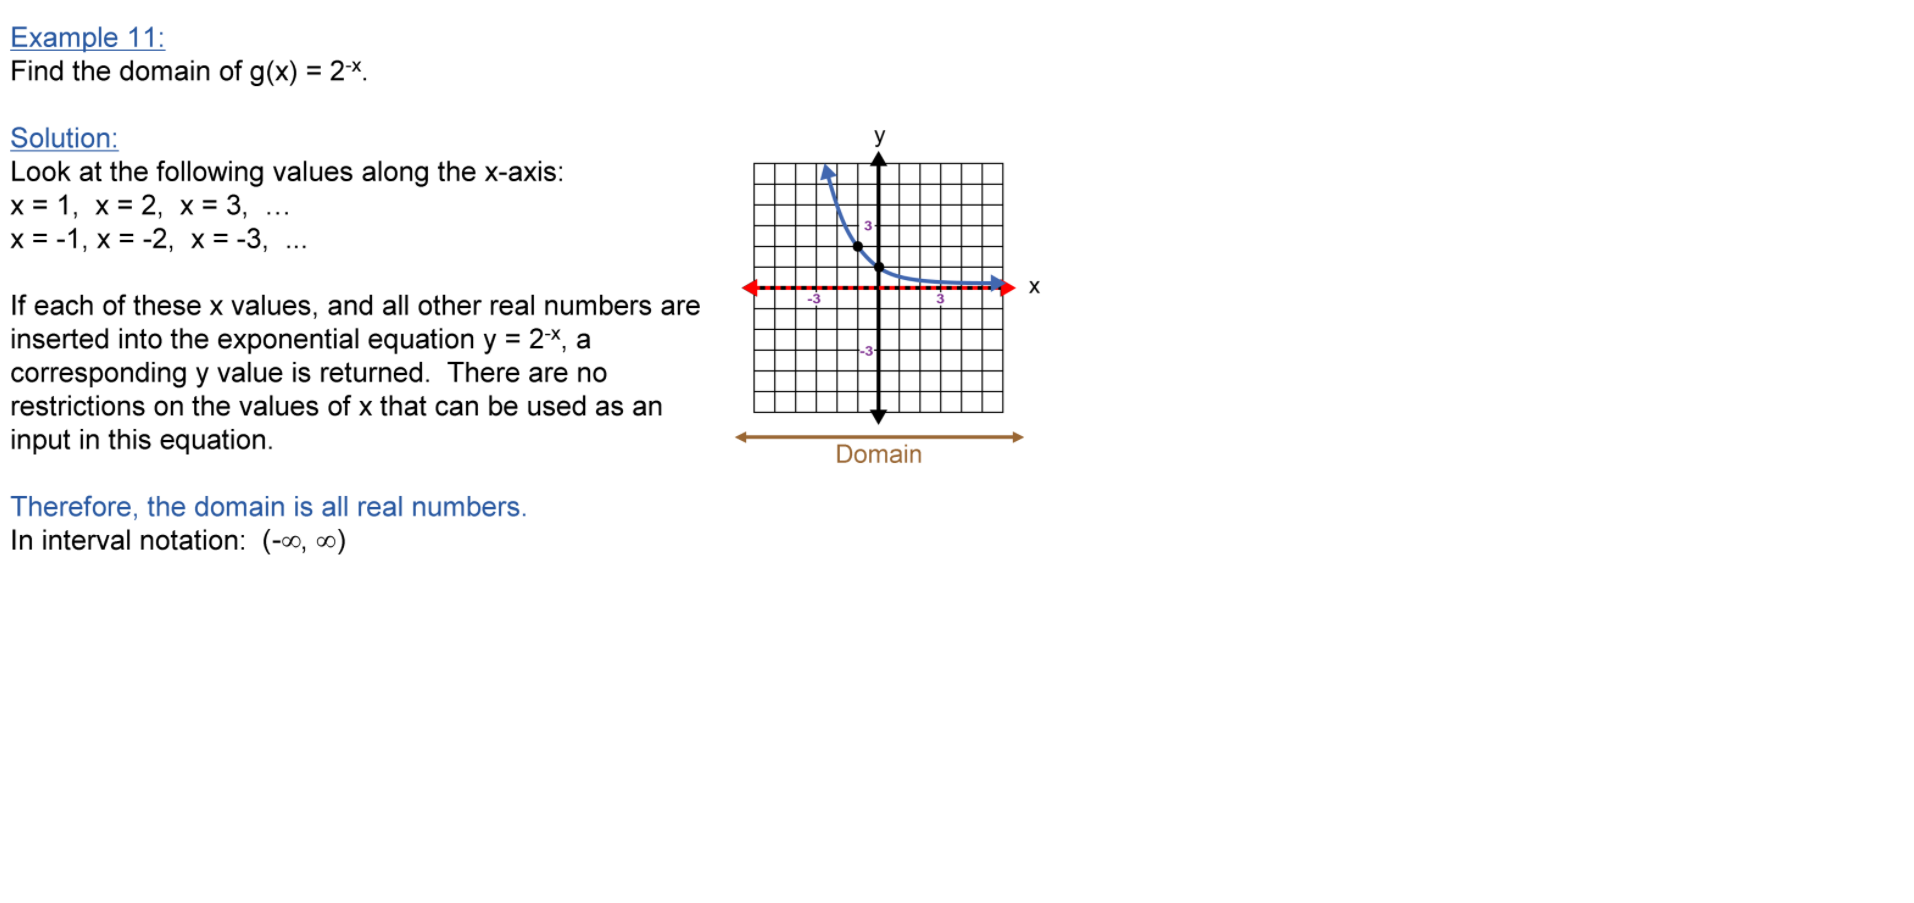 Example 11:
Find the domain of g(x) = 2⁻ˣ.
Solution:
Look at the following values along the x-axis:
x = 1, x = 2, x = 3, …
x = -1, x = -2, x = -3, ...
If each of these x values, and all other real numbers are
inserted into the exponential equation y = 2⁻ˣ, a
corresponding y value is returned. There are no
restrictions on the values of x that can be used as an
input in this equation.
Therefore, the domain is all real numbers.
In interval notation: (-∞, ∞)
y
3
x
-3
3
-3
Domain